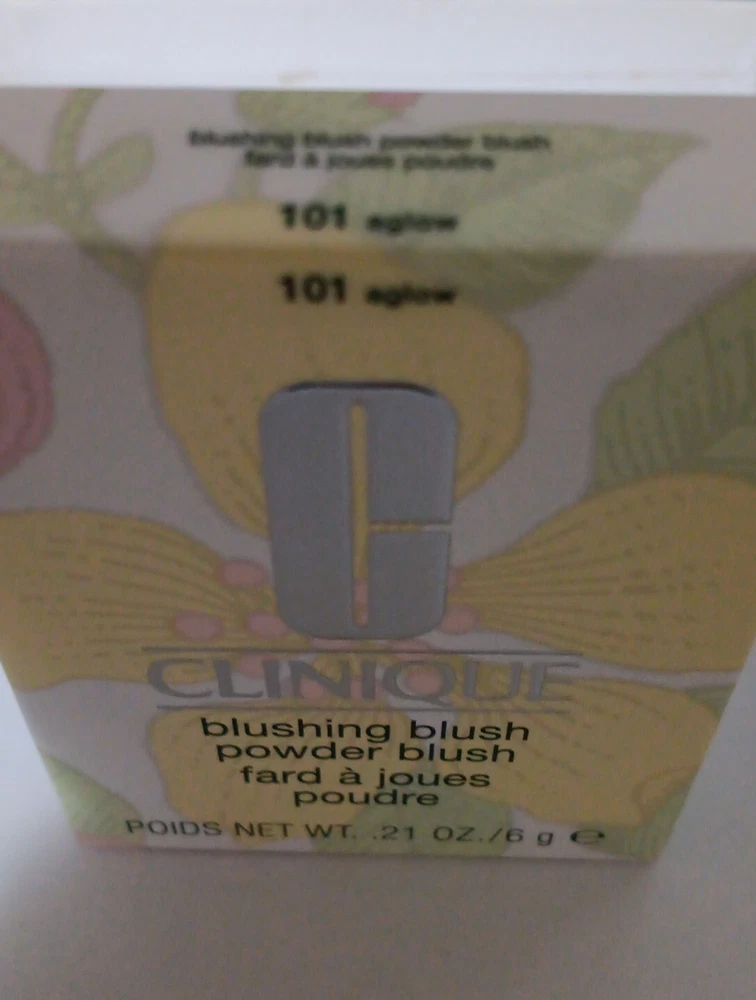 blushing blush powder blush
fard à joues poudre
101 aglow
101 aglow
CLINIQUE
blushing blush
powder blush
fard à joues
poudre
POIDS NET WT. .21 OZ./6 g ℮